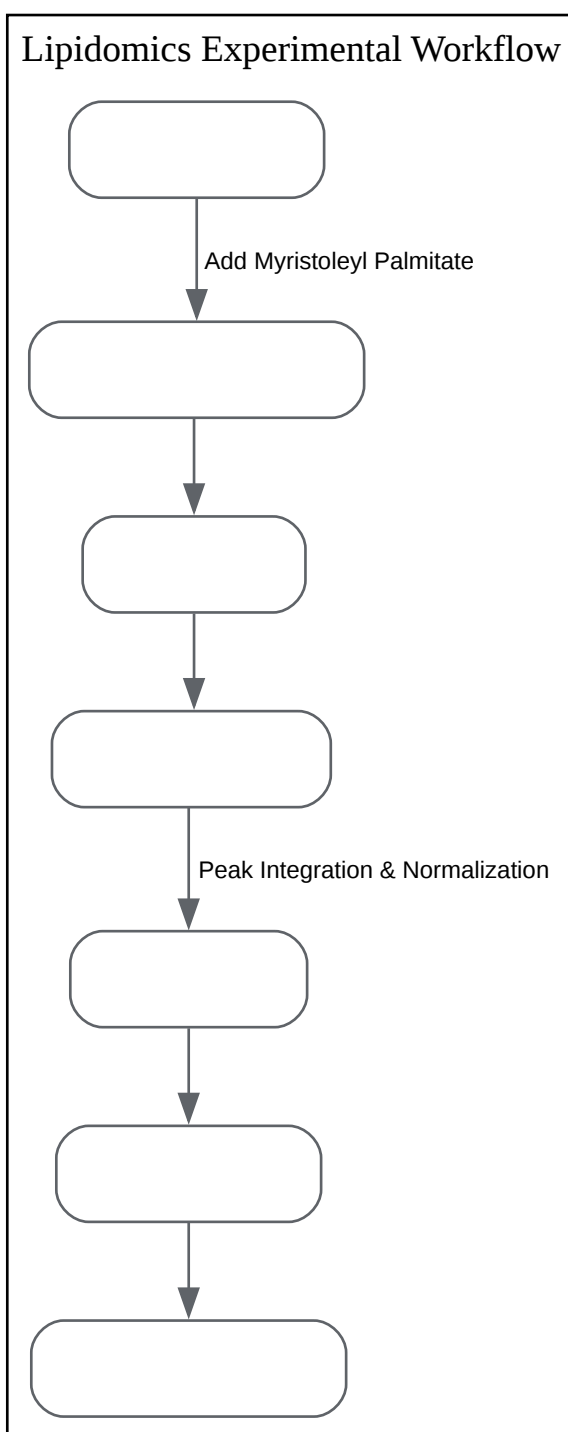 Lipidomics Experimental Workflow
Add Myristoleyl Palmitate
Peak Integration & Normalization